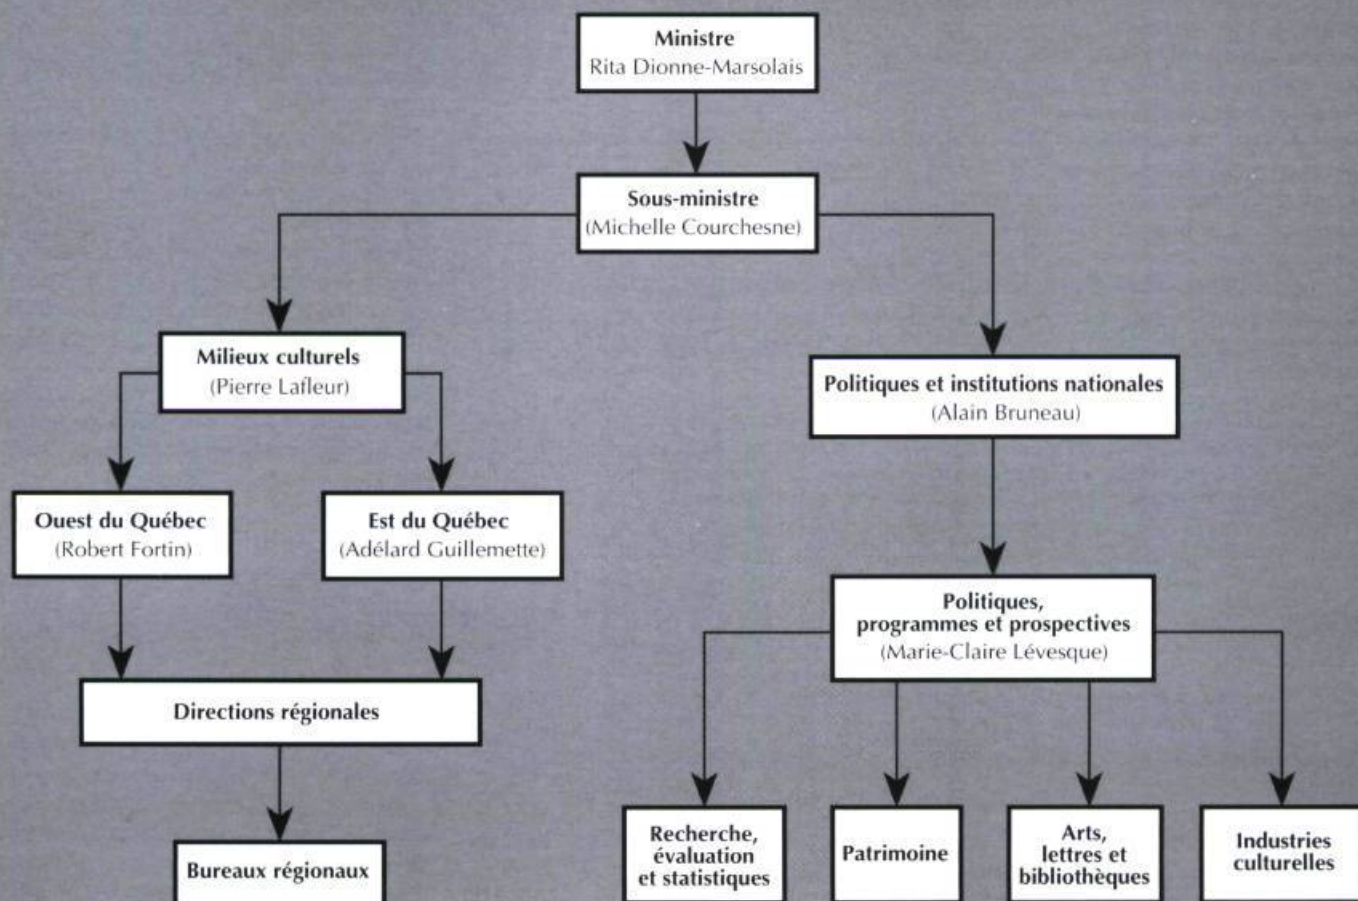 Ministre
Rita Dionne-Marsolais
Sous-ministre
(Michelle Courchesne)
Milieux culturels
(Pierre Lafleur)
Politiques et institutions nationales
(Alain Bruneau)
Ouest du Québec
(Robert Fortin)
Est du Québec
(Adélard Guillemette)
Politiques,
programmes et prospectives
(Marie-Claire Lévesque)
Directions régionales
Bureaux régionaux
Recherche,
évaluation
et statistiques
Patrimoine
Arts,
lettres et
bibliothèques
Industries
culturelles